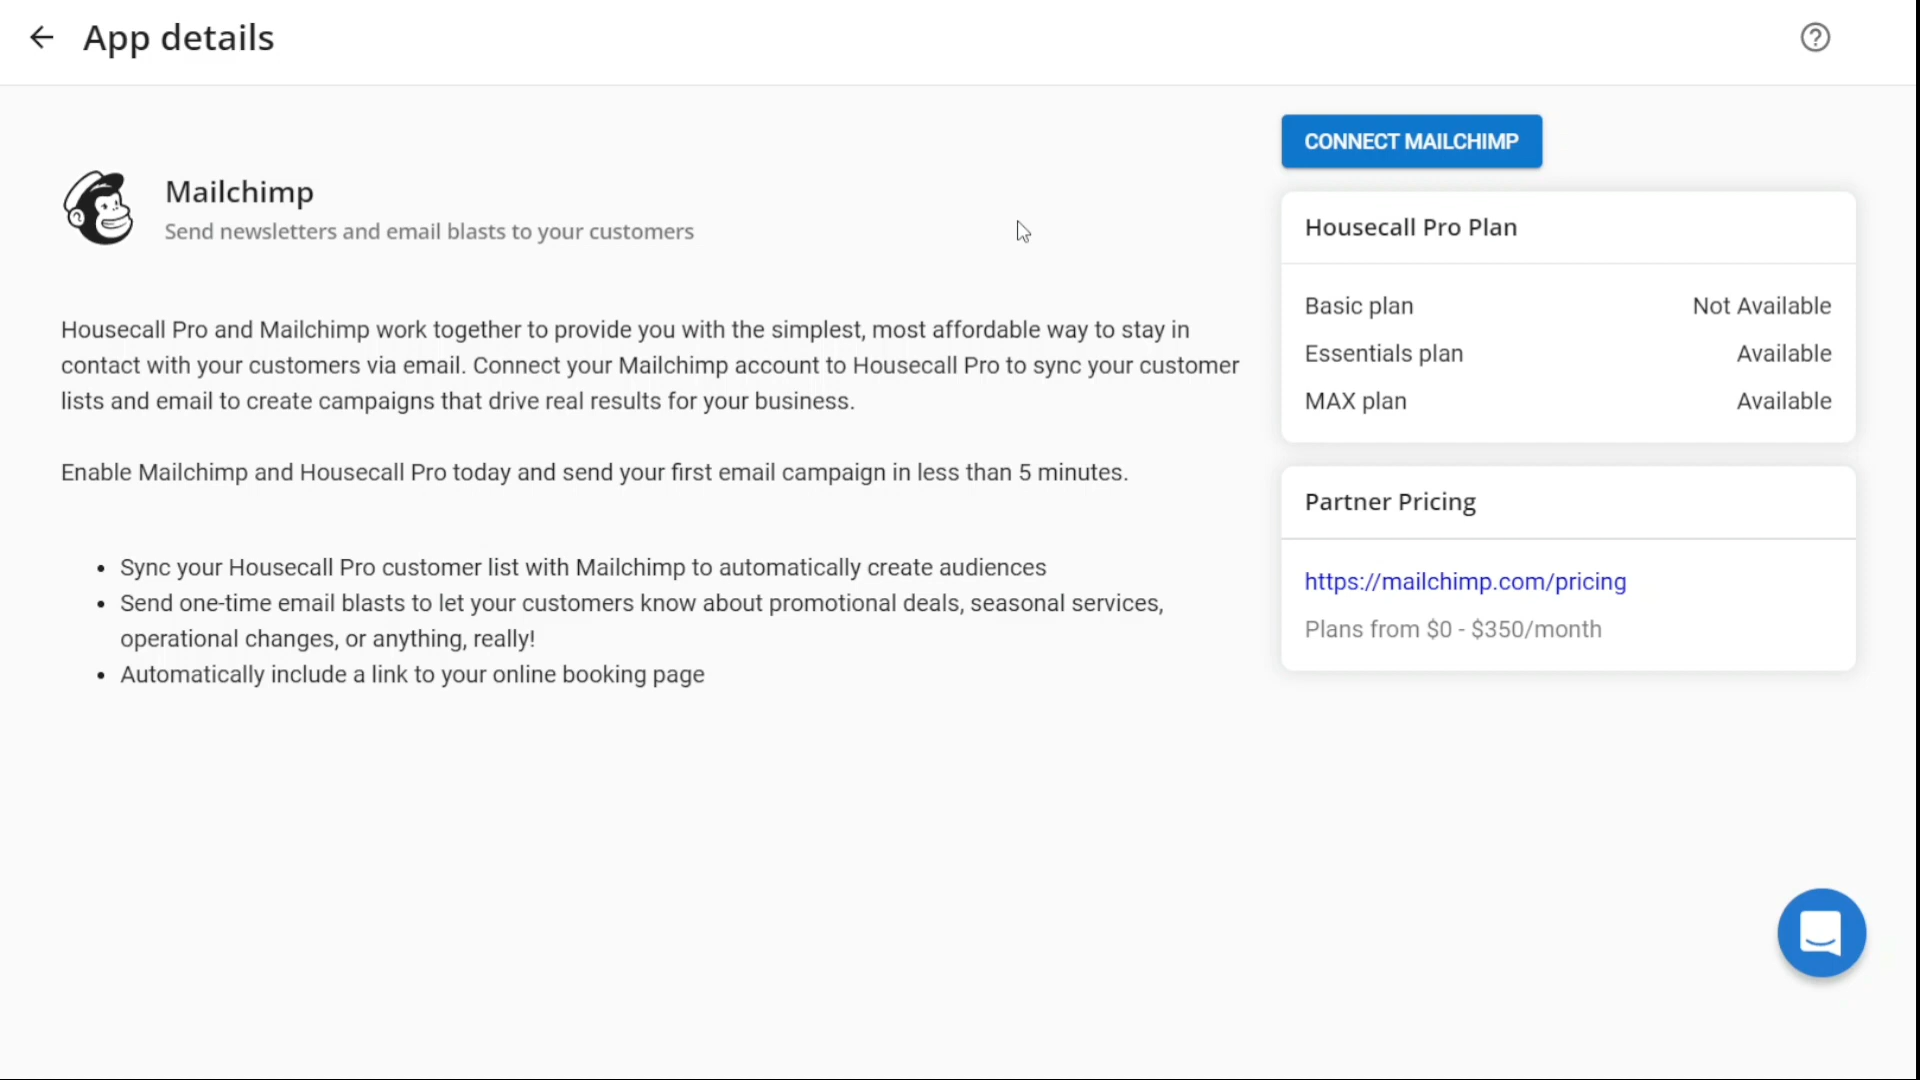 App details
CONNECT MAILCHIMP
Mailchimp
Send newsletters and email blasts to your customers
Housecall Pro and Mailchimp work together to provide you with the simplest, most affordable way to stay in
contact with your customers via email. Connect your Mailchimp account to Housecall Pro to sync your customer
lists and email to create campaigns that drive real results for your business.
Enable Mailchimp and Housecall Pro today and send your first email campaign in less than 5 minutes.
• Sync your Housecall Pro customer list with Mailchimp to automatically create audiences
• Send one-time email blasts to let your customers know about promotional deals, seasonal services,
operational changes, or anything, really!
• Automatically include a link to your online booking page
Housecall Pro Plan
Basic plan Not Available
Essentials plan Available
MAX plan Available
Partner Pricing
https://mailchimp.com/pricing
Plans from $0 - $350/month